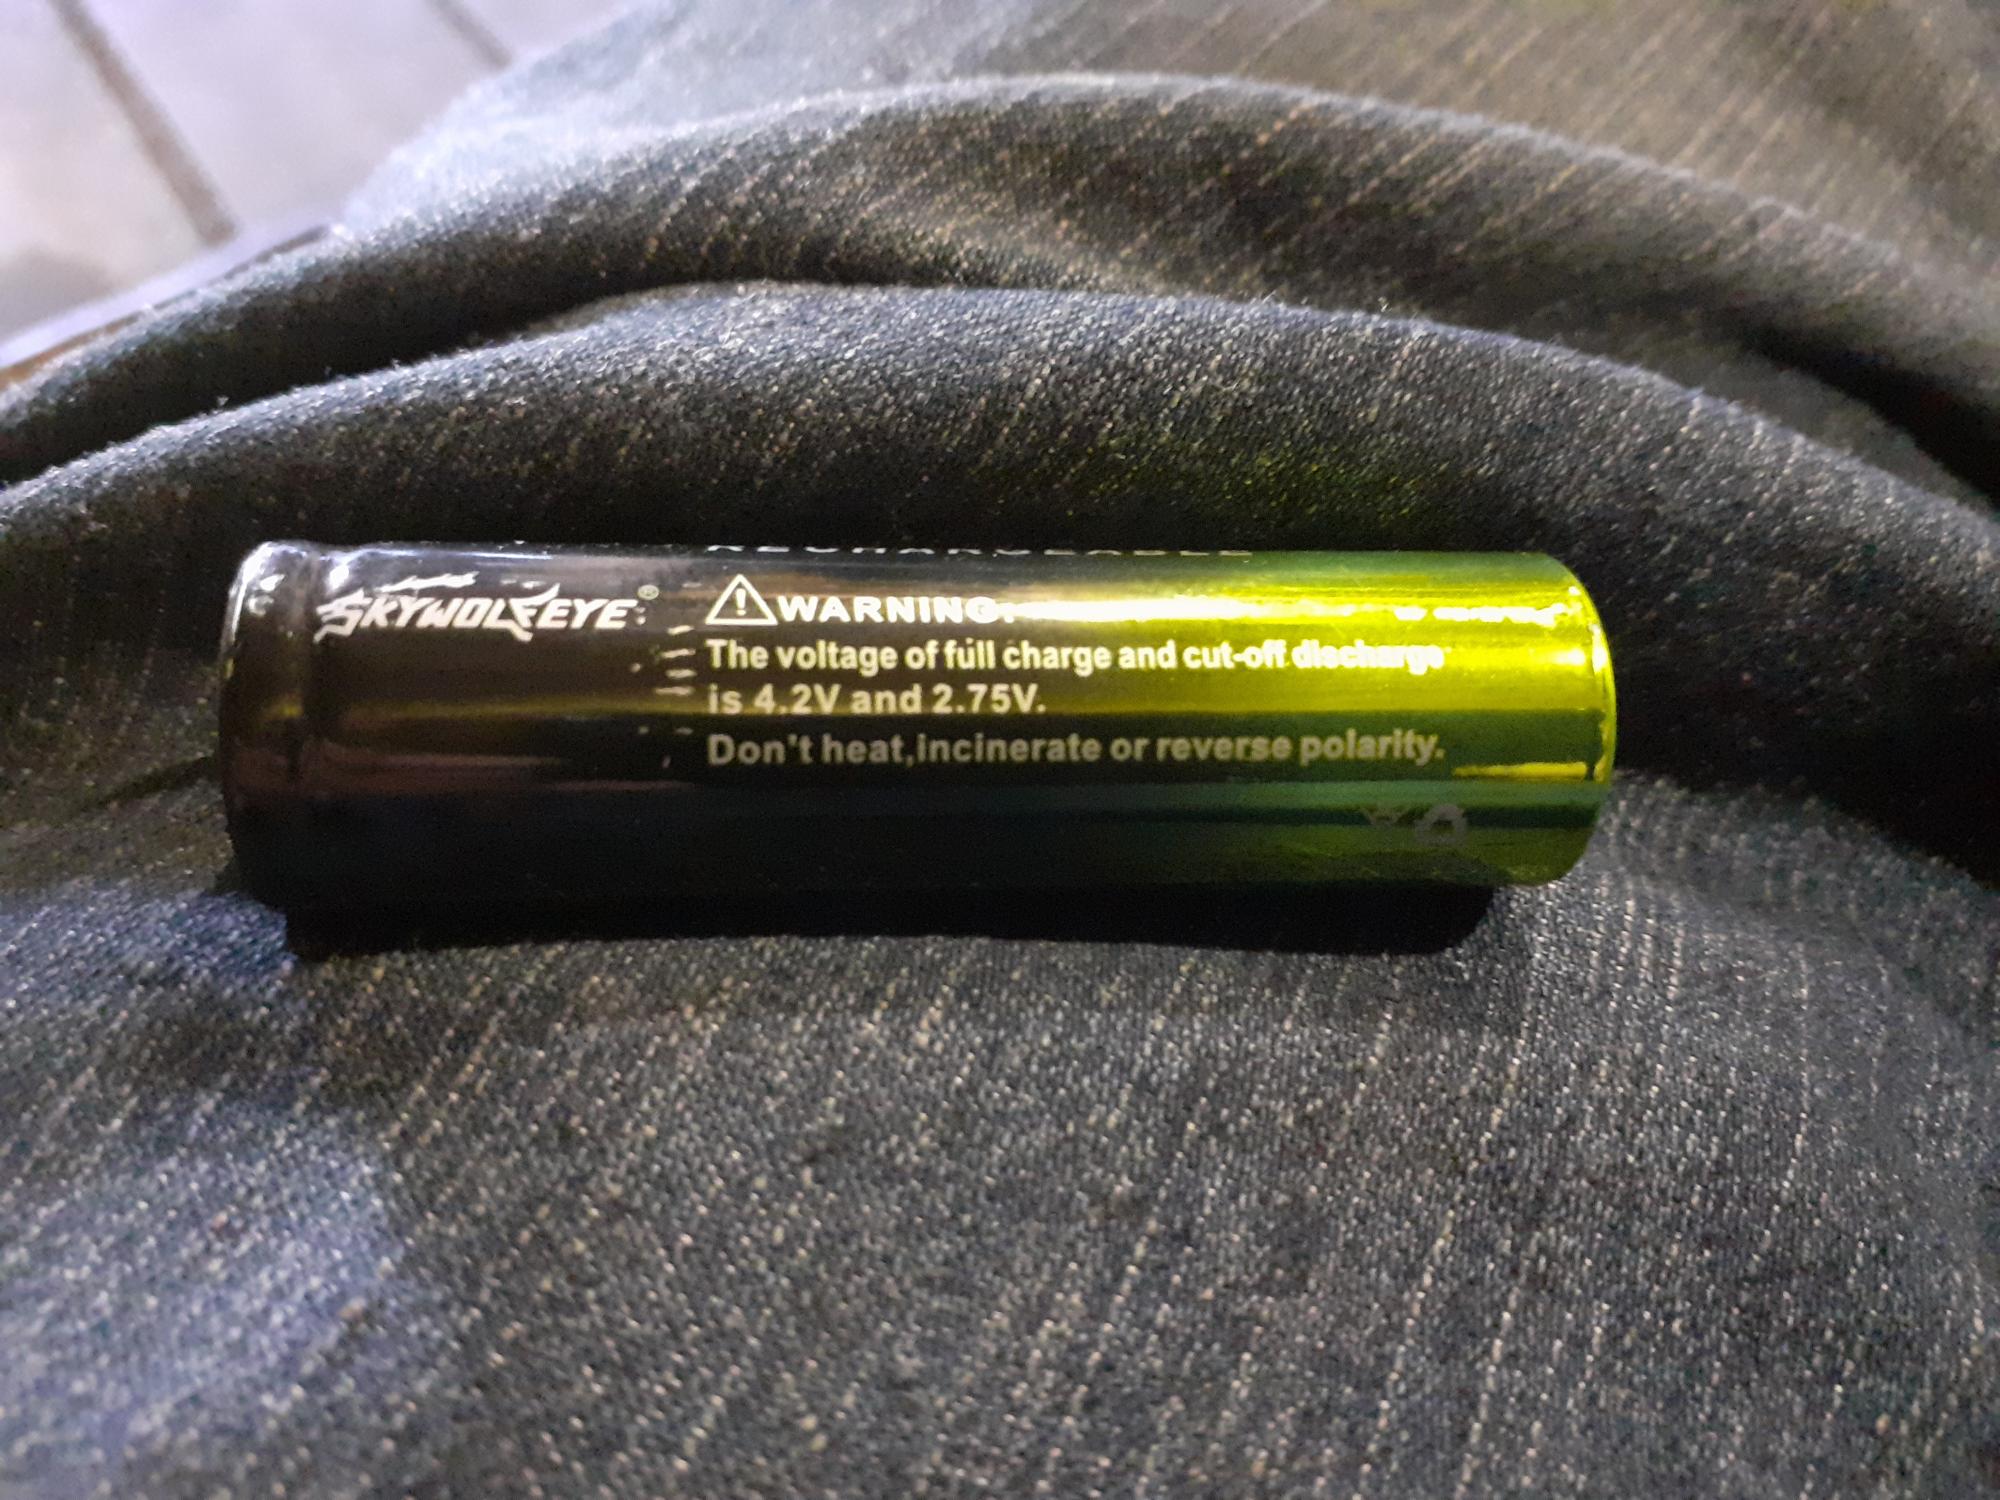 SKYWOLFEYE®
WARNING:
The voltage of full charge and cut-off discharge
is 4.2V and 2.75V.
Don't heat,incinerate or reverse polarity.